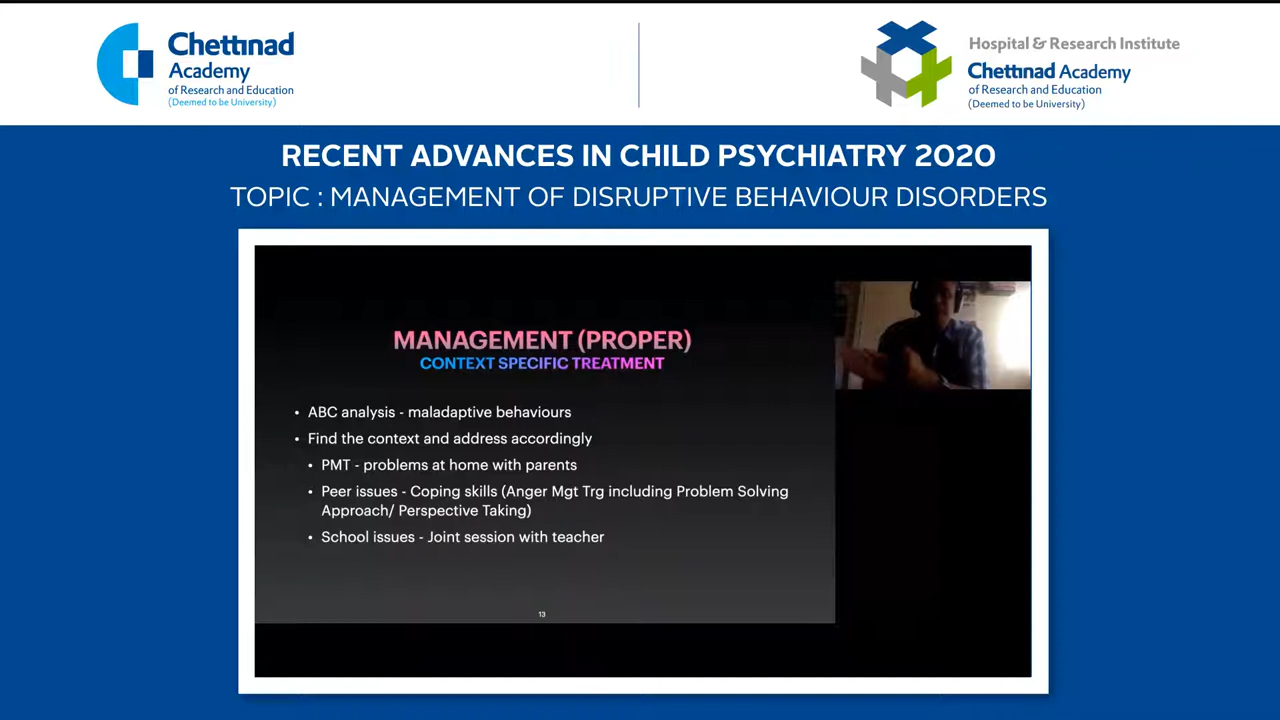 Chettinad
Academy
of Research and Education
(Deemed to be University)
Hospital & Research Institute
Chettinad Academy
of Research and Education
(Deemed to be University)
RECENT ADVANCES IN CHILD PSYCHIATRY 2020
TOPIC : MANAGEMENT OF DISRUPTIVE BEHAVIOUR DISORDERS
MANAGEMENT (PROPER)
CONTEXT SPECIFIC TREATMENT
• ABC analysis - maladaptive behaviours
• Find the context and address accordingly
• PMT - problems at home with parents
• Peer issues - Coping skills (Anger Mgt Trg including Problem Solving
Approach/ Perspective Taking)
• School issues - Joint session with teacher
13